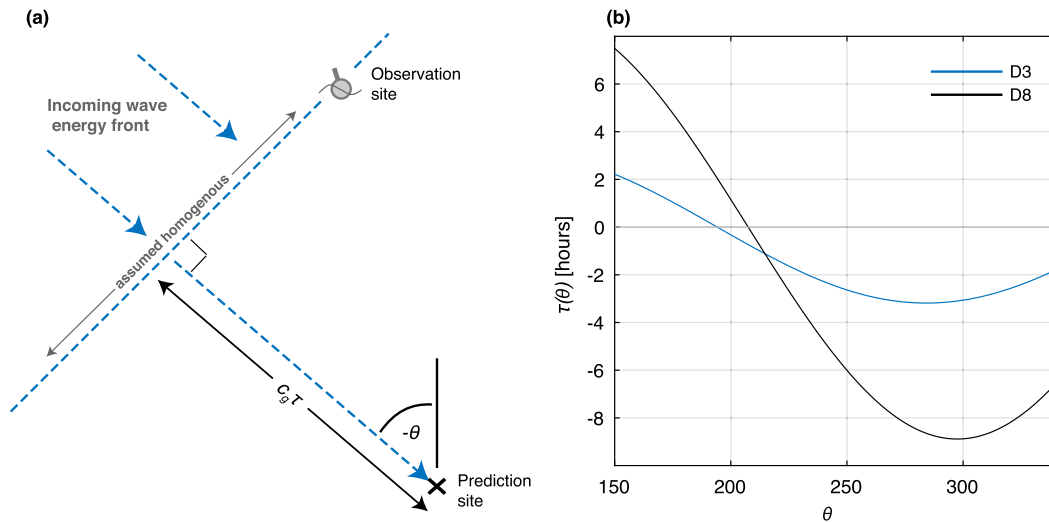 (a)
Observation
site
Incoming wave
energy front
assumed homogenous
c_g τ
-θ
Prediction
site
(b)
D3
D8
6
4
2
0
-2
-4
-6
-8
τ(θ) [hours]
150
200
250
300
θ